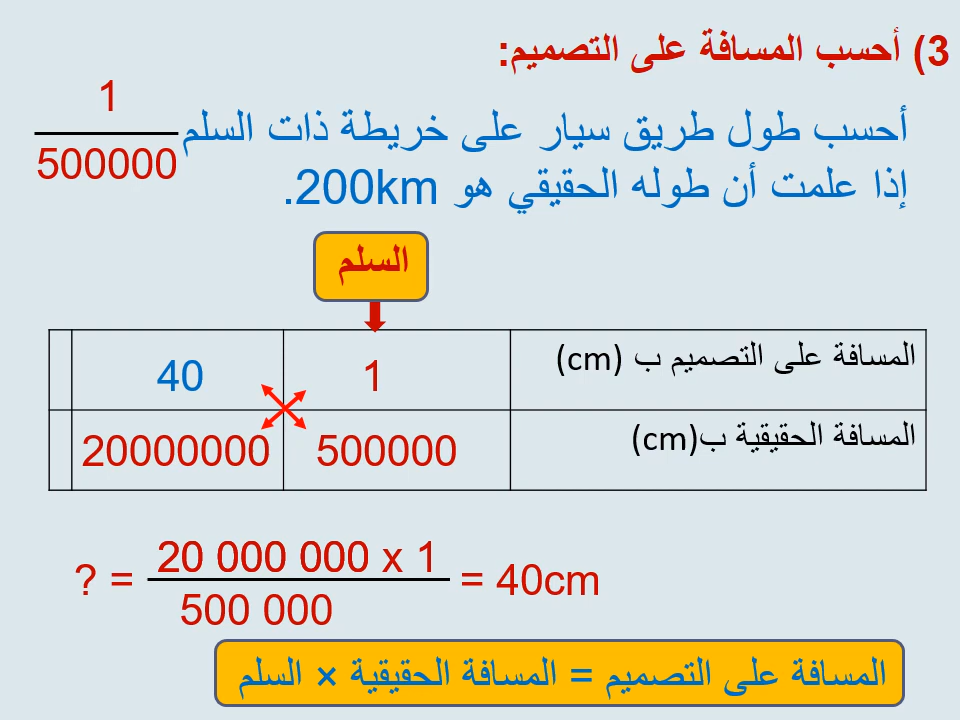 3) أحسب المسافة على التصميم:
أحسب طول طريق سيار على خريطة ذات السلم
1
500000
إذا علمت أن طوله الحقيقي هو 200km.
السلم
المسافة على التصميم ب (cm) 1 40
المسافة الحقيقية ب(cm) 500000 20000000
? = 20 000 000 x 1 = 40cm
500 000
المسافة على التصميم = المسافة الحقيقية × السلم